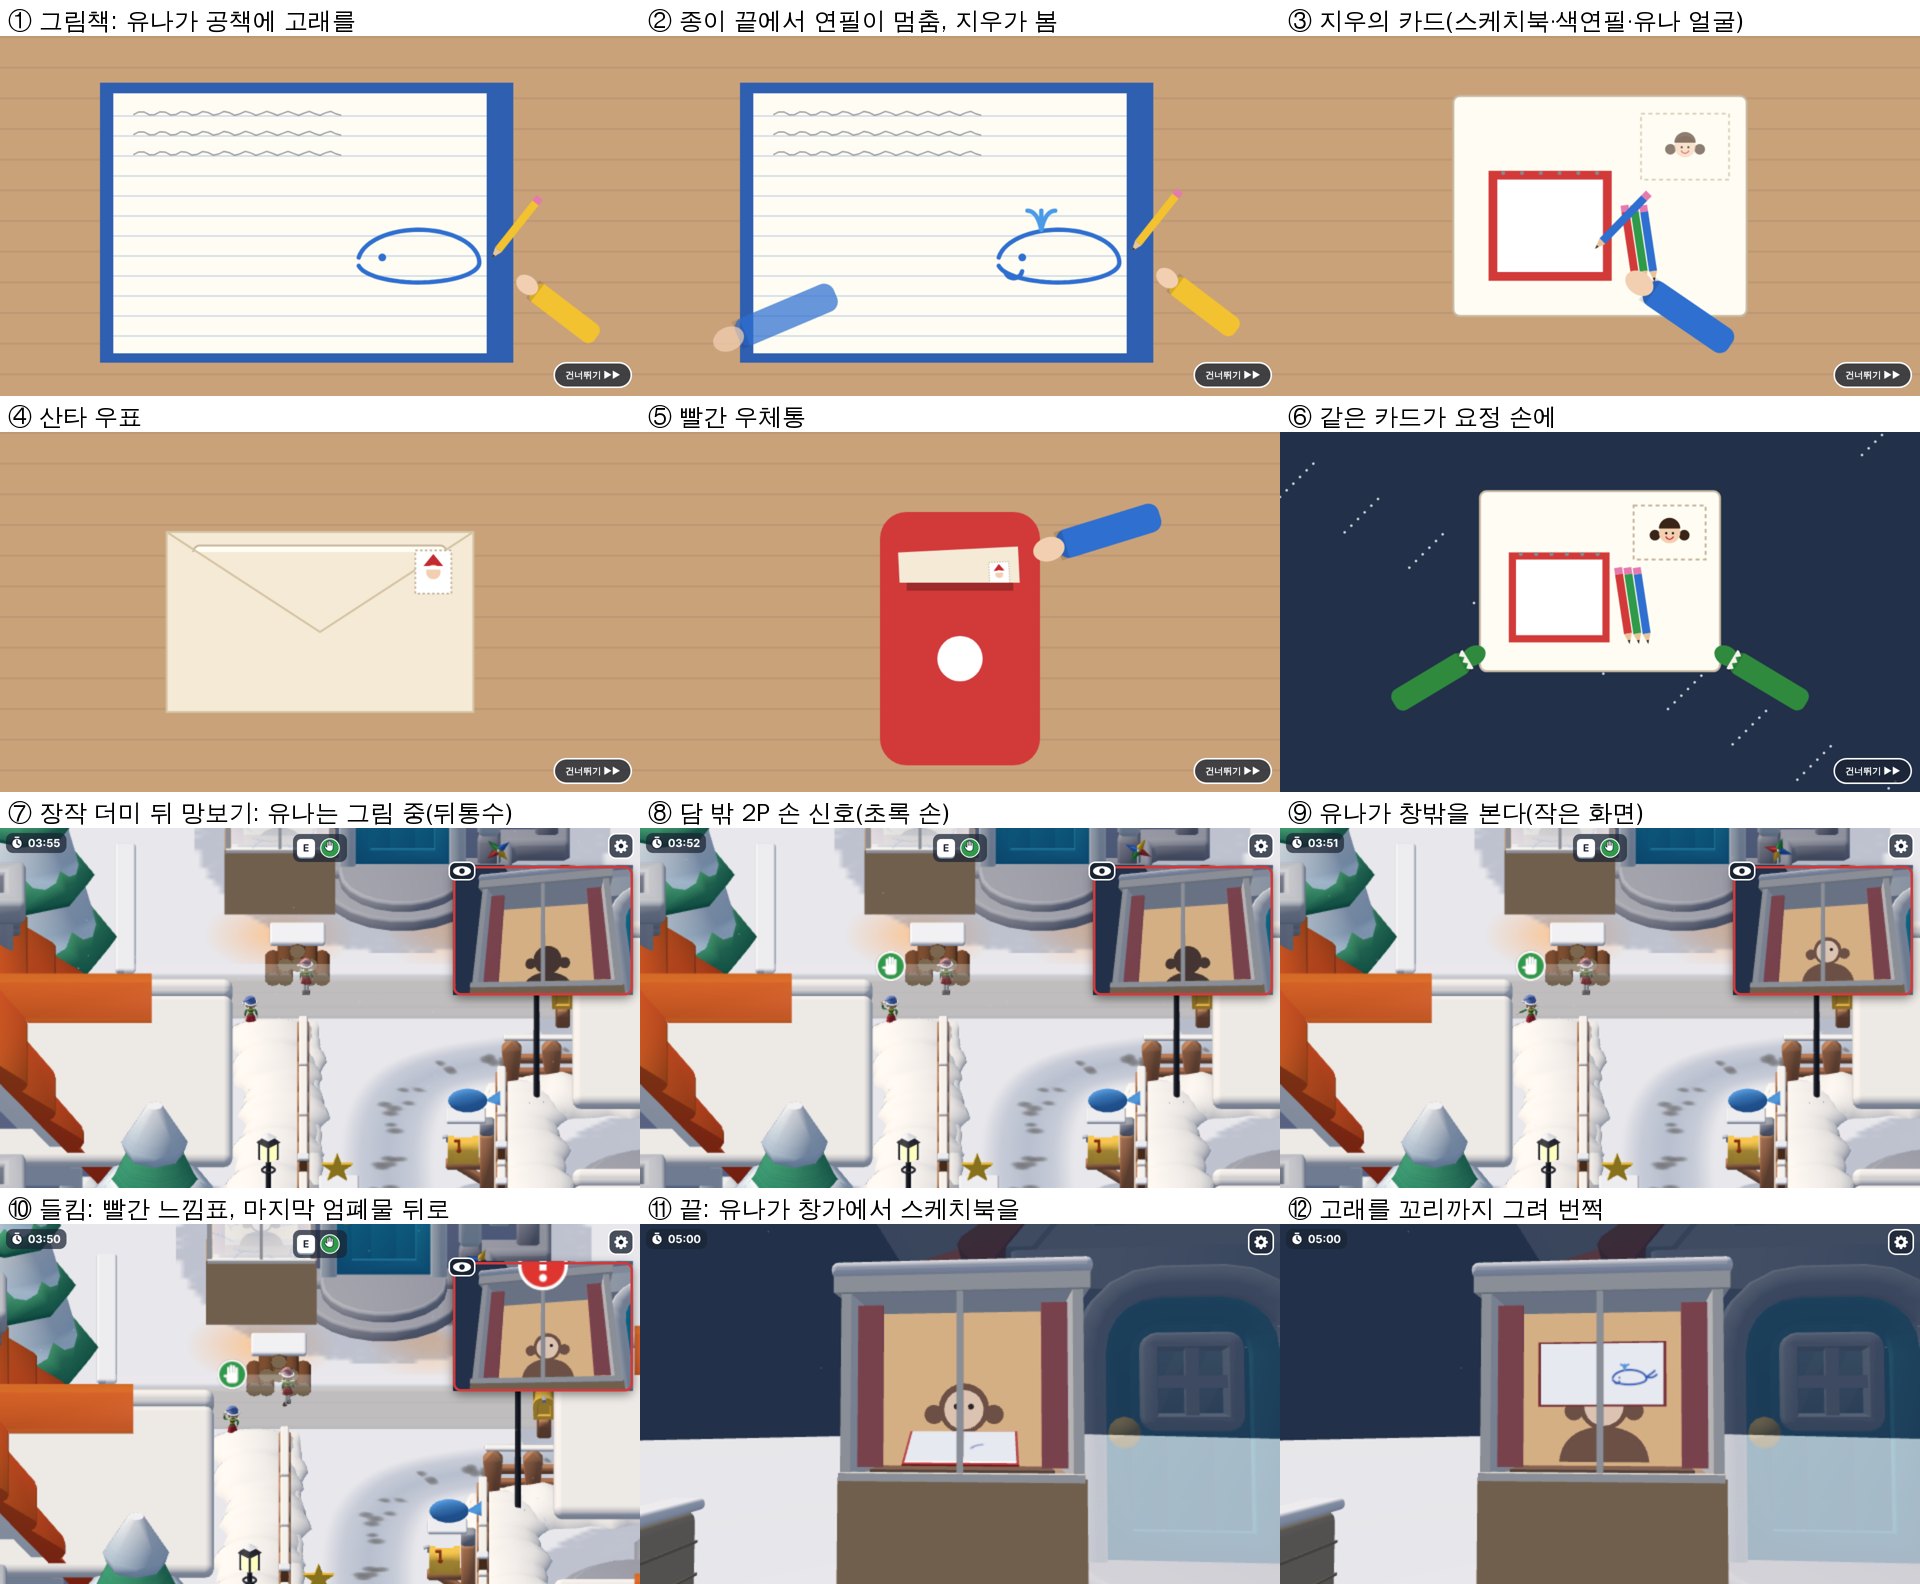 ① 그림책: 유나가 공책에 고래를
② 종이 끝에서 연필이 멈춤, 지우가 봄
③ 지우의 카드(스케치북·색연필·유나 얼굴)
건너뛰기 ▶▶
건너뛰기 ▶▶
건너뛰기 ▶▶
④ 산타 우표
⑤ 빨간 우체통
⑥ 같은 카드가 요정 손에
건너뛰기 ▶▶
건너뛰기 ▶▶
건너뛰기 ▶▶
⑦ 장작 더미 뒤 망보기: 유나는 그림 중(뒤통수)
⑧ 담 밖 2P 손 신호(초록 손)
⑨ 유나가 창밖을 본다(작은 화면)
03:55
E
03:52
E
03:51
E
⑩ 들킴: 빨간 느낌표, 마지막 엄폐물 뒤로
⑪ 끝: 유나가 창가에서 스케치북을
⑫ 고래를 꼬리까지 그려 번쩍
03:50
E
05:00
05:00